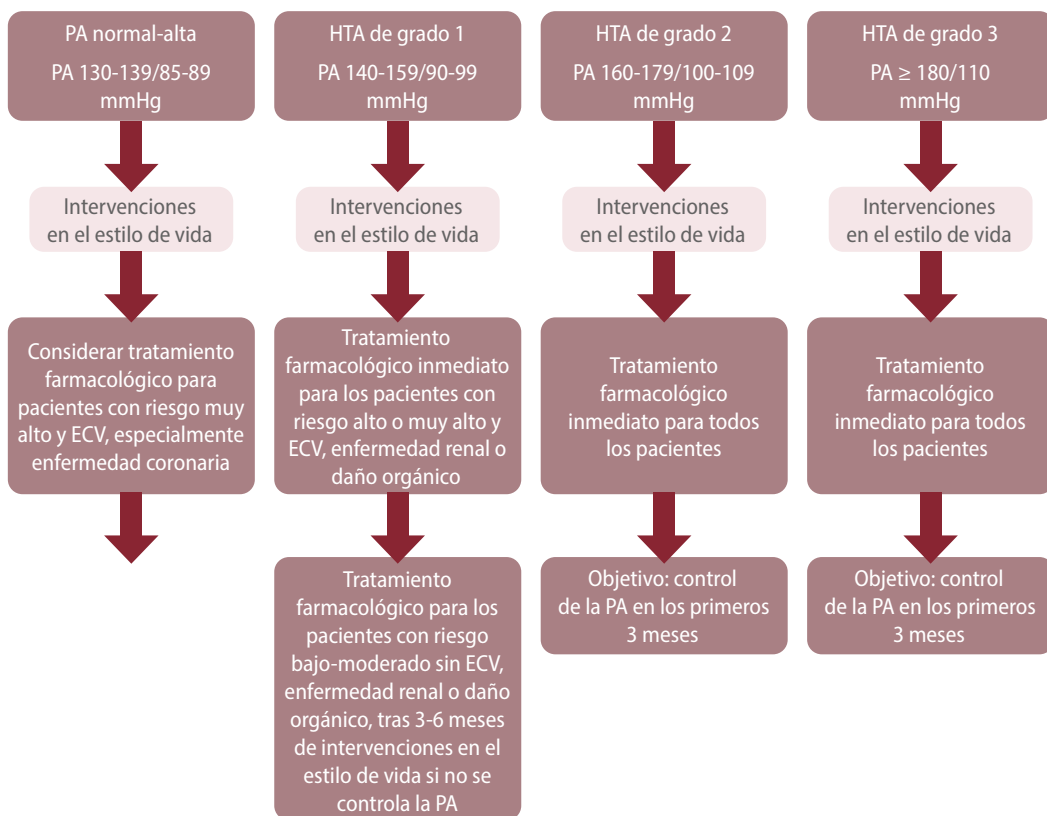 PA normal-alta
PA 130-139/85-89
mmHg
HTA de grado 1
PA 140-159/90-99
mmHg
HTA de grado 2
PA 160-179/100-109
mmHg
HTA de grado 3
PA ≥ 180/110
mmHg
Intervenciones
en el estilo de vida
Intervenciones
en el estilo de vida
Intervenciones
en el estilo de vida
Intervenciones
en el estilo de vida
Considerar tratamiento
farmacológico para
pacientes con riesgo muy
alto y ECV, especialmente
enfermedad coronaria
Tratamiento
farmacológico inmediato
para los pacientes con
riesgo alto o muy alto y
ECV, enfermedad renal o
daño orgánico
Tratamiento
farmacológico
inmediato para todos
los pacientes
Tratamiento
farmacológico
inmediato para todos
los pacientes
Tratamiento
farmacológico para los
pacientes con riesgo
bajo-moderado sin ECV,
enfermedad renal o daño
orgánico, tras 3-6 meses
de intervenciones en el
estilo de vida si no se
controla la PA
Objetivo: control
de la PA en los primeros
3 meses
Objetivo: control
de la PA en los primeros
3 meses